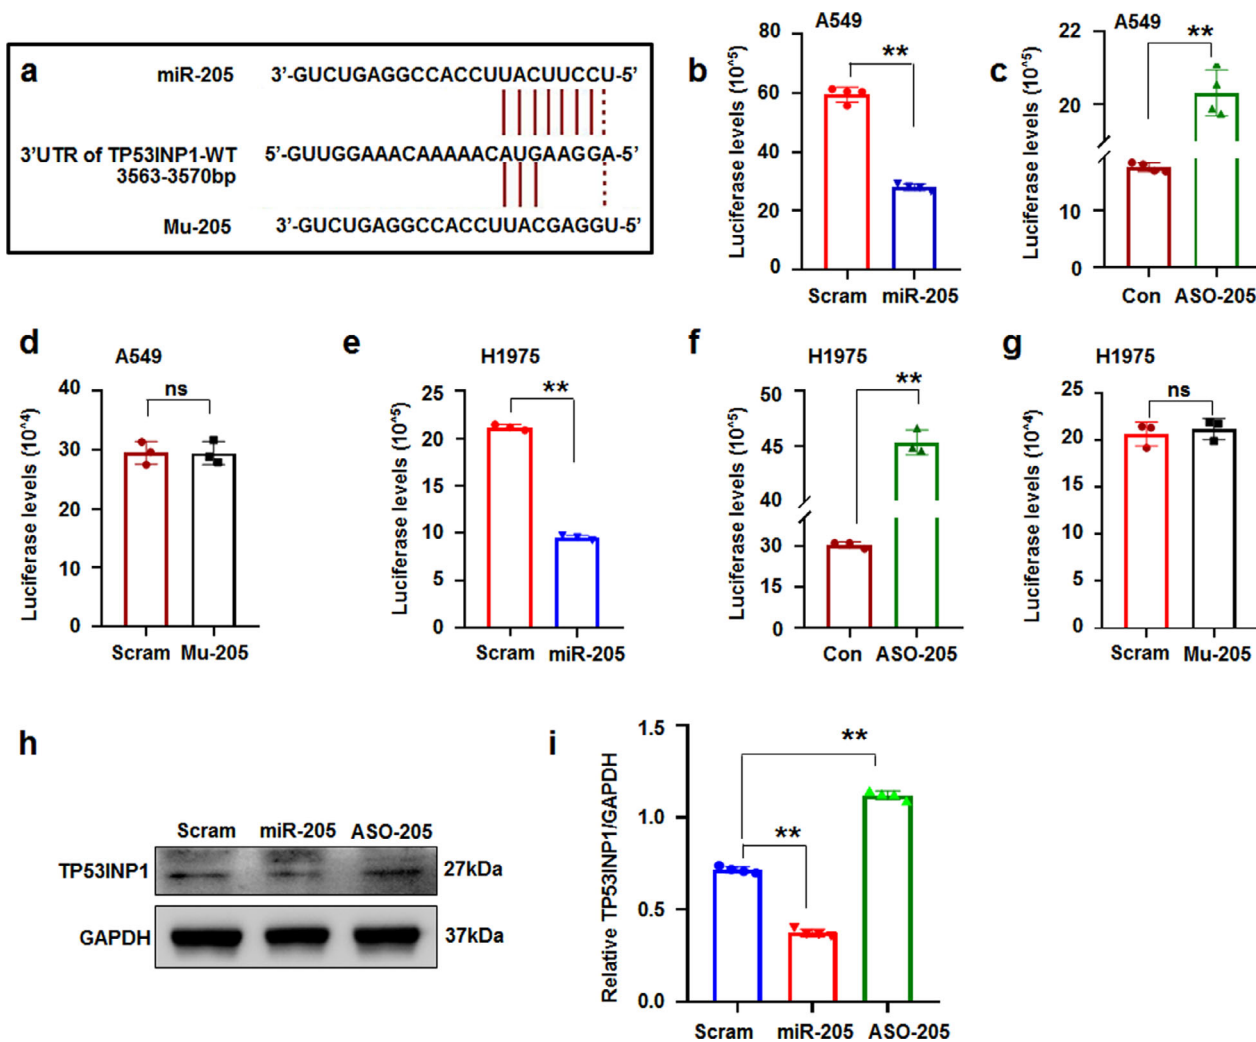 a
miR-205 3’-GUCUGAGGCCACCUUACUUCCU-5’
3’UTR of TP53INP1-WT 5’-GUUGGAAACAAAAACAUGAAGGA-5’
3563-3570bp
Mu-205 3’-GUCUGAGGCCACCUUACGAGGU-5’
b
A549
Luciferase levels (10^5)
80
60
40
20
0
**
Scram miR-205
c
A549
Luciferase levels (10^5)
22
20
10
0
**
Con ASO-205
d
A549
Luciferase levels (10^4)
40
30
20
10
0
ns
Scram Mu-205
e
H1975
Luciferase levels (10^5)
25
20
15
10
5
0
**
Scram miR-205
f
H1975
Luciferase levels (10^5)
50
45
40
30
15
0
**
Con ASO-205
g
H1975
Luciferase levels (10^4)
25
20
15
10
5
0
ns
Scram Mu-205
h
Scram miR-205 ASO-205
TP53INP1 27kDa
GAPDH 37kDa
i
Relative TP53INP1/GAPDH
1.5
1.0
0.5
0.0
**
**
Scram miR-205 ASO-205